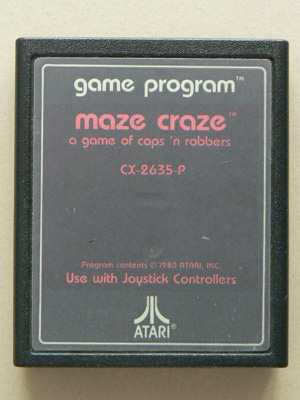 game program™
maze craze™
a game of cops 'n robbers
CX-2635-P
Program contents © 1980 ATARI, INC.
Use with Joystick Controllers
ATARI®